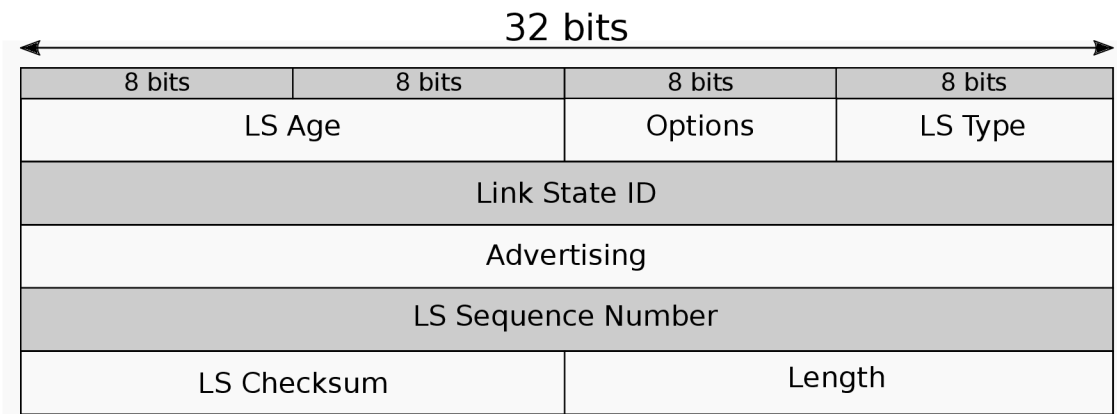 32 bits
8 bits 8 bits 8 bits 8 bits
LS Age Options LS Type
Link State ID
Advertising
LS Sequence Number
LS Checksum Length